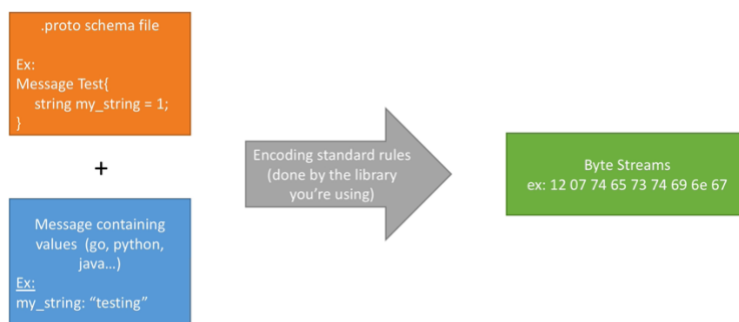 .proto schema file
Ex:
Message Test{
string my_string = 1;
}
+
Message containing
values (go, python,
java…)
Ex:
my_string: “testing”
Encoding standard rules
(done by the library
you’re using)
Byte Streams
ex: 12 07 74 65 73 74 69 6e 67